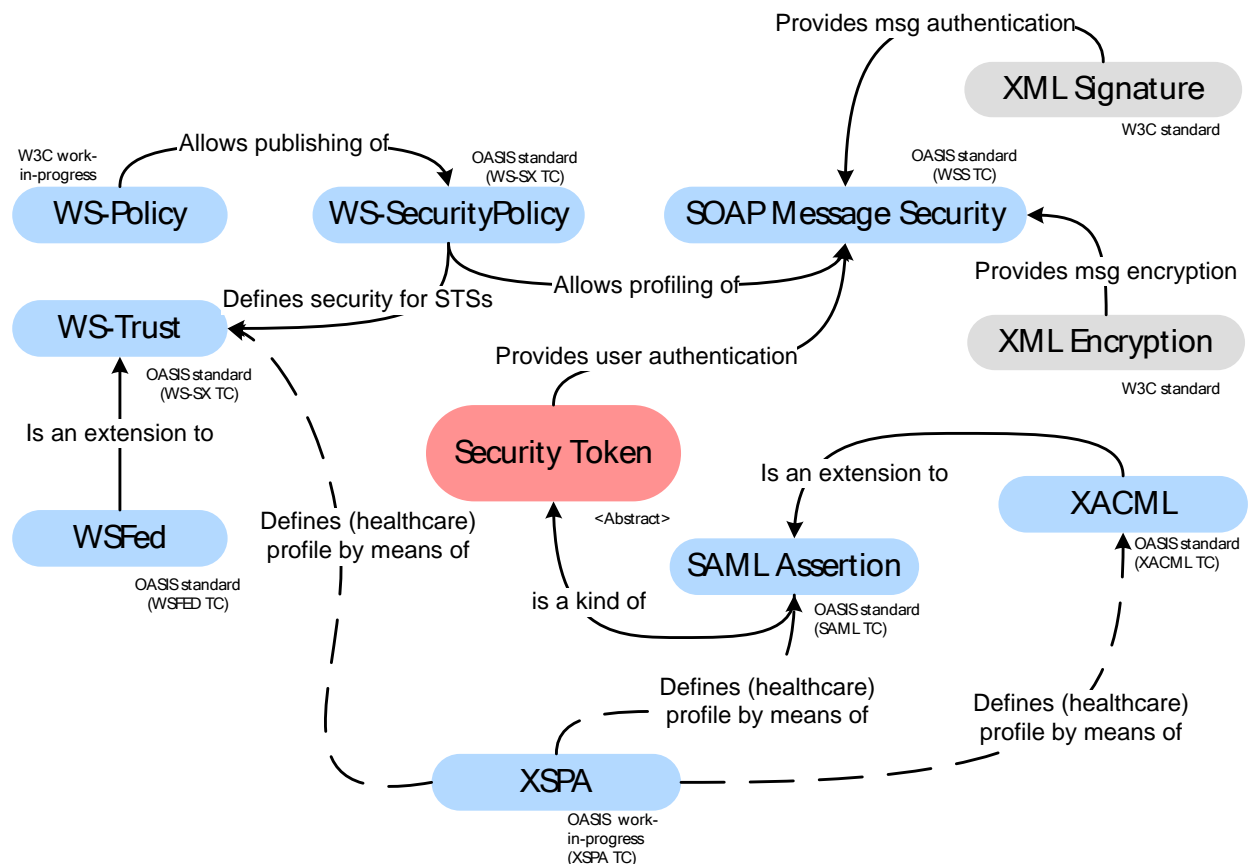 Provides msg authentication
XML Signature
W3C standard
Allows publishing of
W3C work-
in-progress
WS-Policy
OASIS standard
(WS-SX TC)
WS-SecurityPolicy
OASIS standard
(WSS TC)
SOAP Message Security
Provides msg encryption
Allows profiling of
Defines security for STSs
WS-Trust
OASIS standard
(WS-SX TC)
Provides user authentication
XML Encryption
W3C standard
Is an extension to
Security Token
<Abstract>
Is an extension to
XACML
OASIS standard
(XACML TC)
WSFed
OASIS standard
(WSFED TC)
Defines (healthcare)
profile by means of
SAML Assertion
OASIS standard
(SAML TC)
is a kind of
Defines (healthcare)
profile by means of
Defines (healthcare)
profile by means of
XSPA
OASIS work-
in-progress
(XSPA TC)